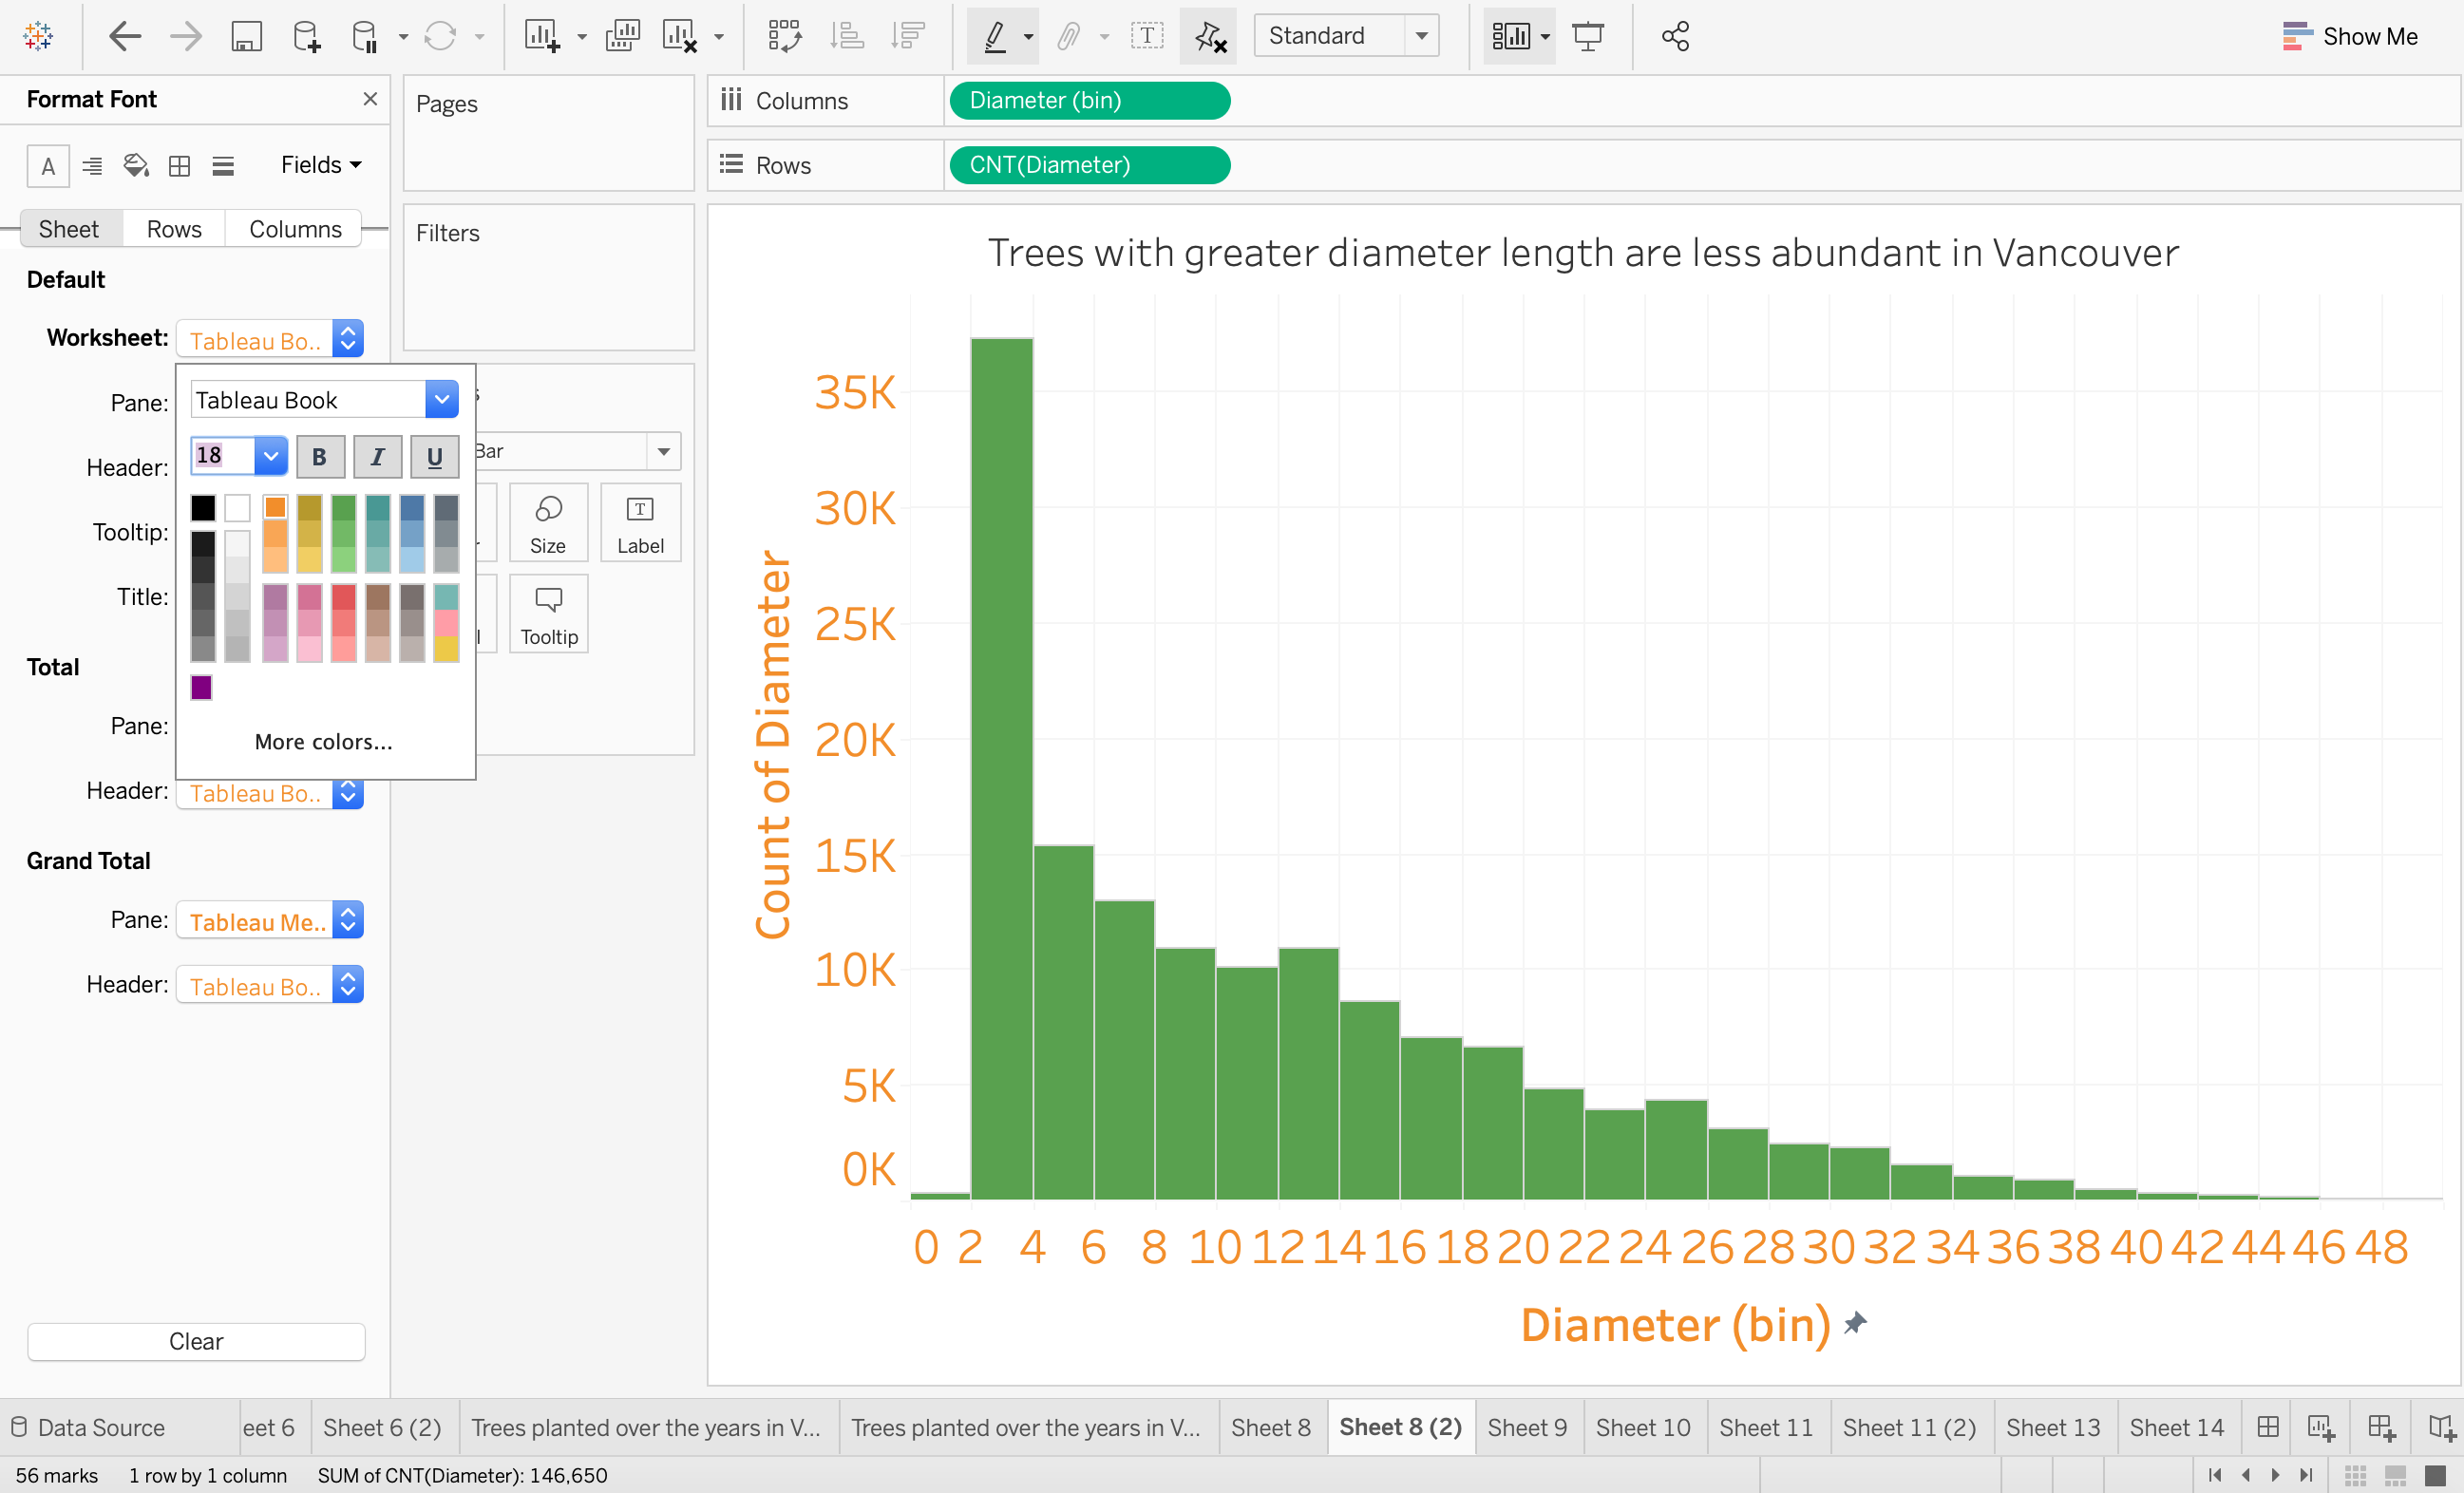 Standard
Show Me
Format Font
Fields
Sheet Rows Columns
Default
Worksheet: Tableau Bo..
Pane:
Tableau Book
18 B I U
Header:
Tooltip:
Title:
More colors...
Total
Pane:
Header: Tableau Bo..
Grand Total
Pane: Tableau Me..
Header: Tableau Bo..
Clear
Pages
Filters
Bar
Size
Label
Tooltip
Columns Diameter (bin)
Rows CNT(Diameter)
Trees with greater diameter length are less abundant in Vancouver
Count of Diameter
35K
30K
25K
20K
15K
10K
5K
0K
0 2 4 6 8 10 12 14 16 18 20 22 24 26 28 30 32 34 36 38 40 42 44 46 48
Diameter (bin)
Data Source eet 6 Sheet 6 (2) Trees planted over the years in V... Trees planted over the years in V... Sheet 8 Sheet 8 (2) Sheet 9 Sheet 10 Sheet 11 Sheet 11 (2) Sheet 13 Sheet 14
56 marks 1 row by 1 column SUM of CNT(Diameter): 146,650